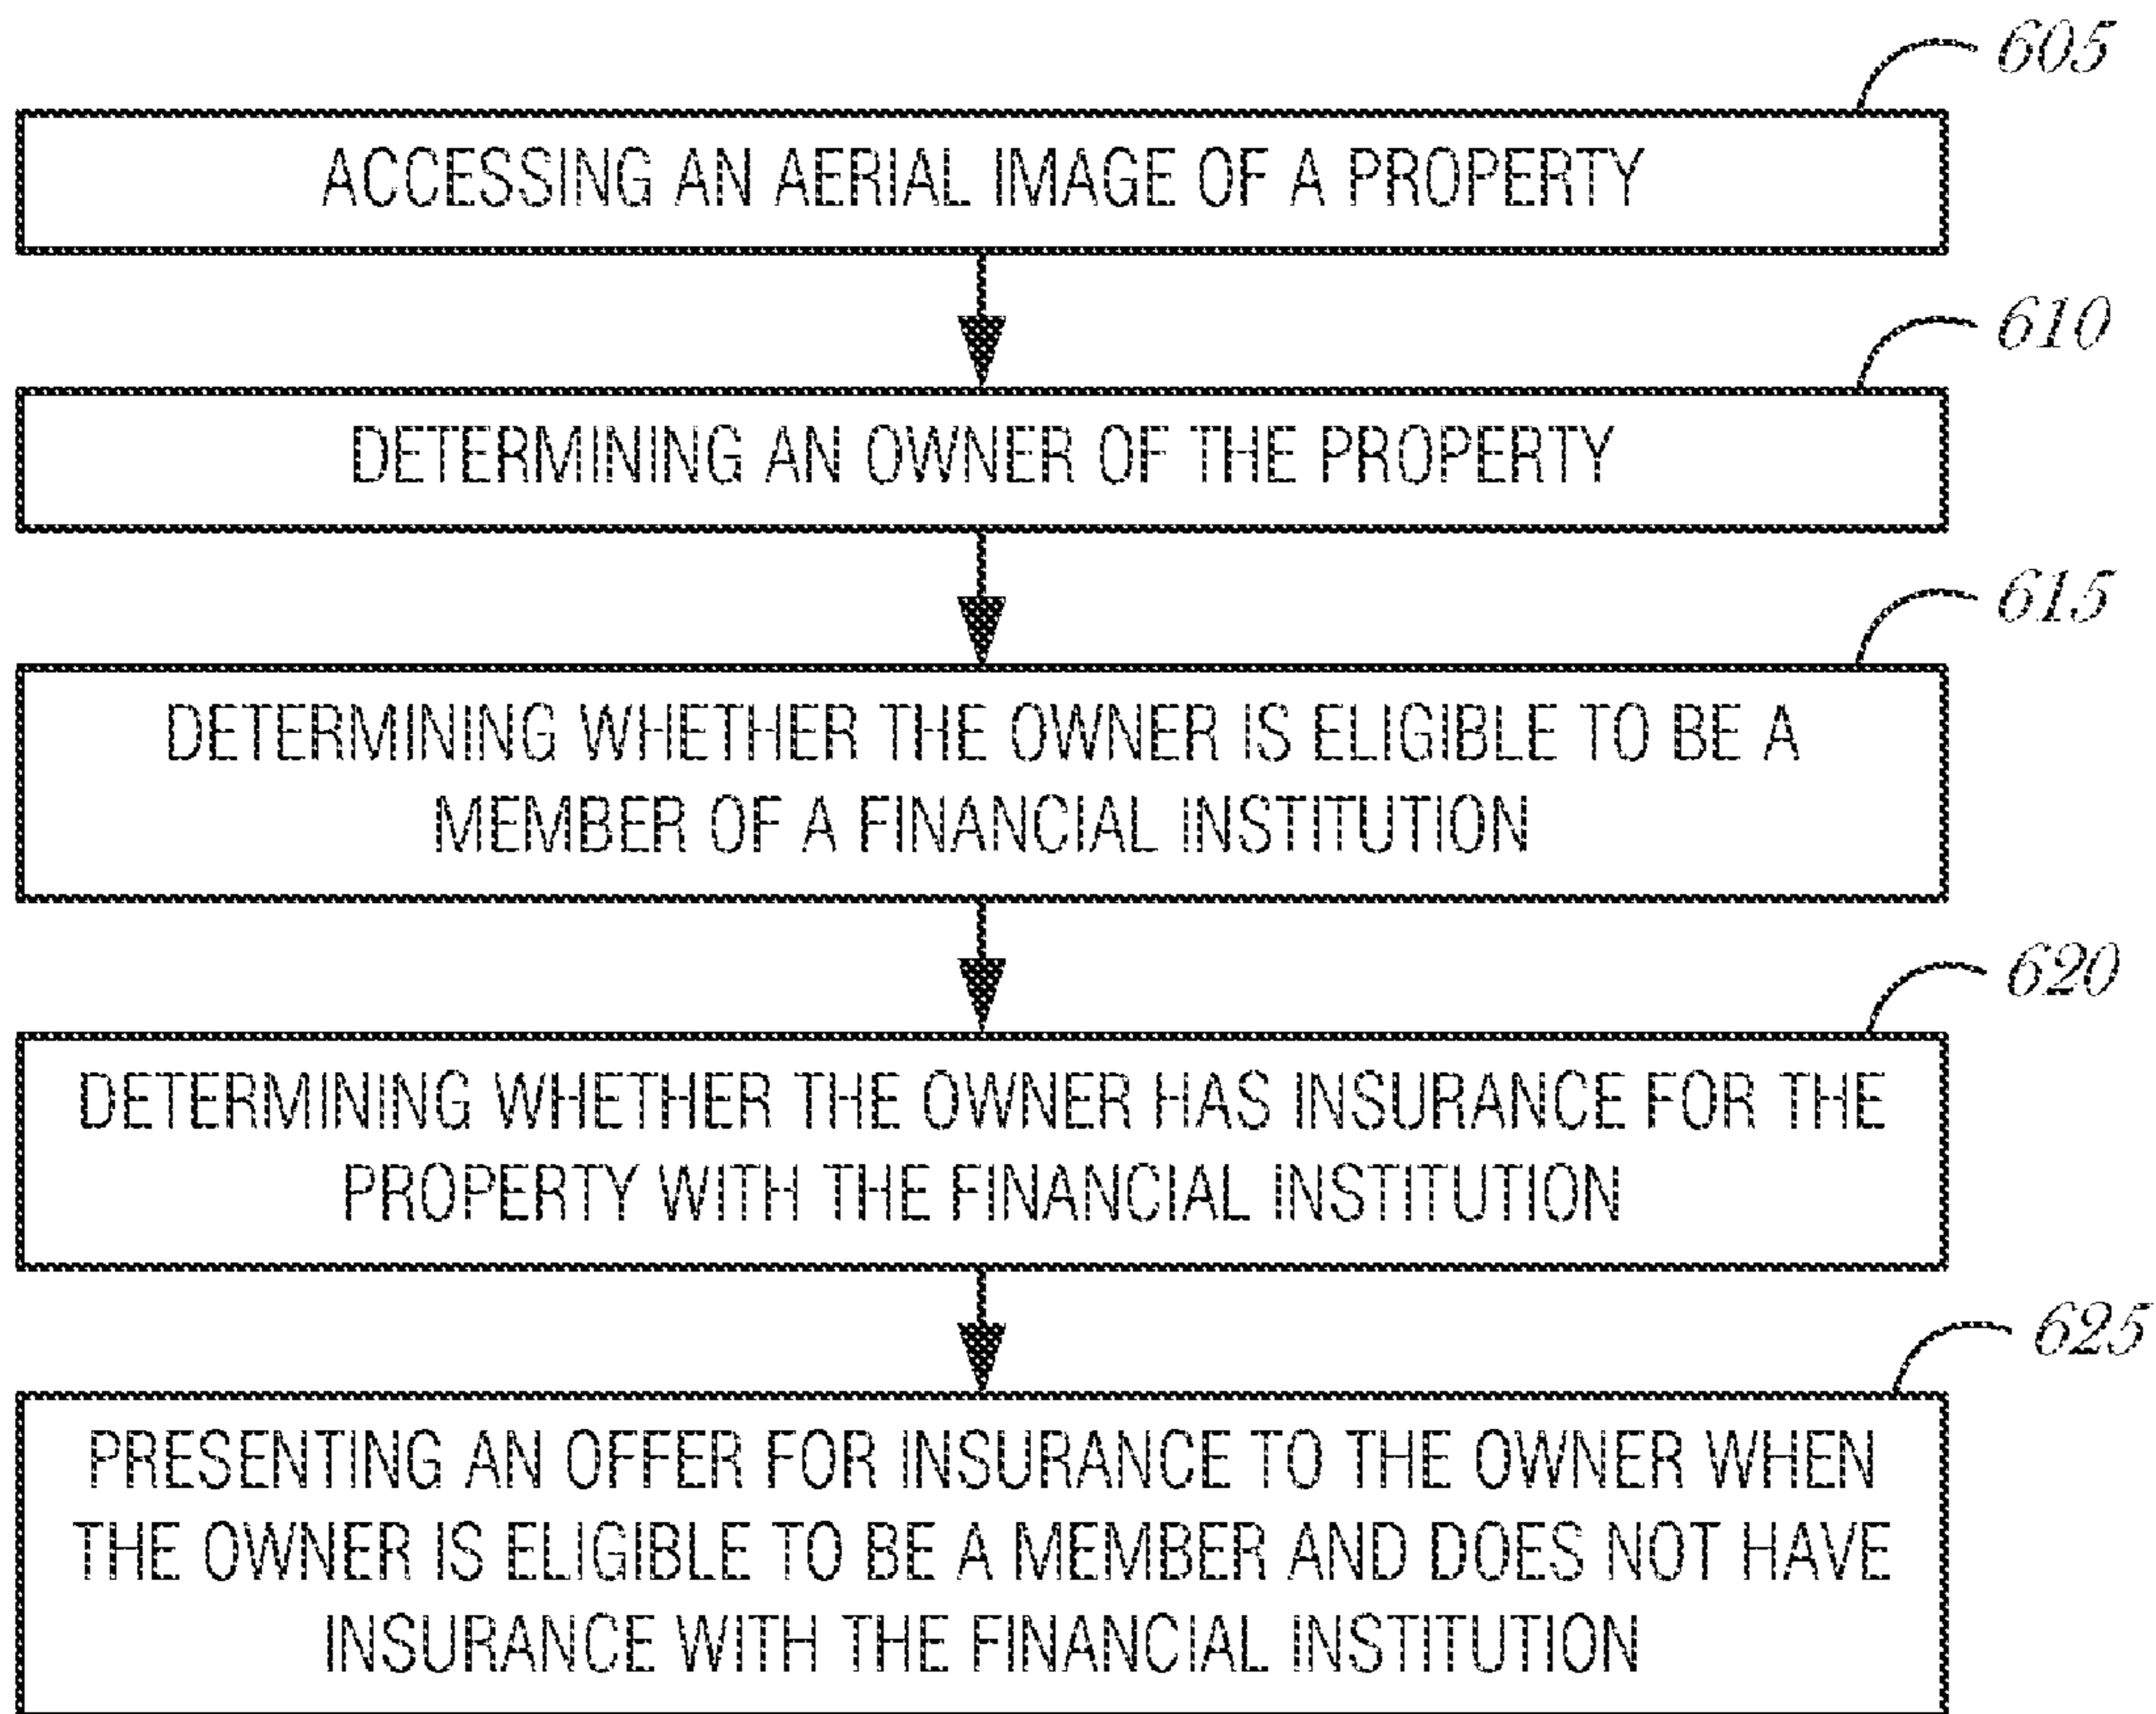 605
ACCESSING AN AERIAL IMAGE OF A PROPERTY
610
DETERMINING AN OWNER OF THE PROPERTY
615
DETERMINING WHETHER THE OWNER IS ELIGIBLE TO BE A
MEMBER OF A FINANCIAL INSTITUTION
620
DETERMINING WHETHER THE OWNER HAS INSURANCE FOR THE
PROPERTY WITH THE FINANCIAL INSTITUTION
625
PRESENTING AN OFFER FOR INSURANCE TO THE OWNER WHEN
THE OWNER IS ELIGIBLE TO BE A MEMBER AND DOES NOT HAVE
INSURANCE WITH THE FINANCIAL INSTITUTION